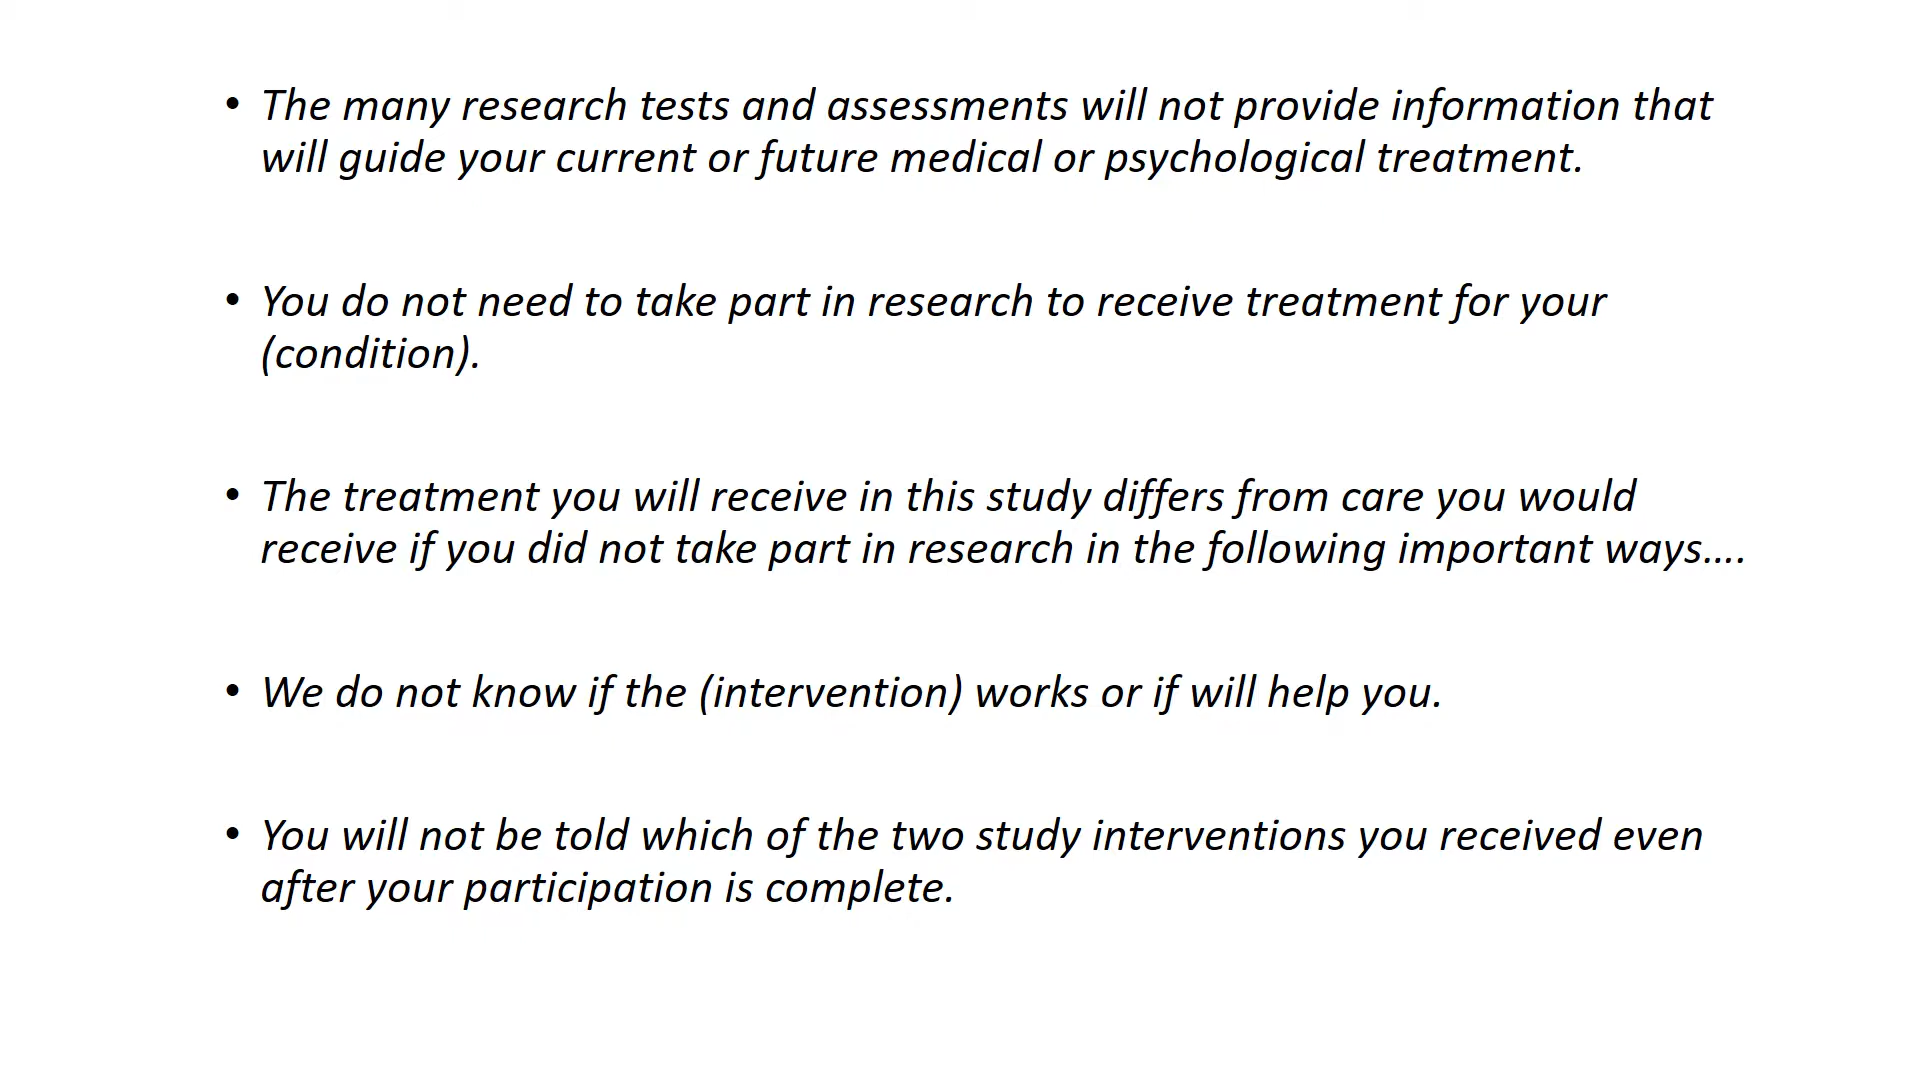 • The many research tests and assessments will not provide information that
will guide your current or future medical or psychological treatment.
• You do not need to take part in research to receive treatment for your
(condition).
• The treatment you will receive in this study differs from care you would
receive if you did not take part in research in the following important ways....
• We do not know if the (intervention) works or if will help you.
• You will not be told which of the two study interventions you received even
after your participation is complete.